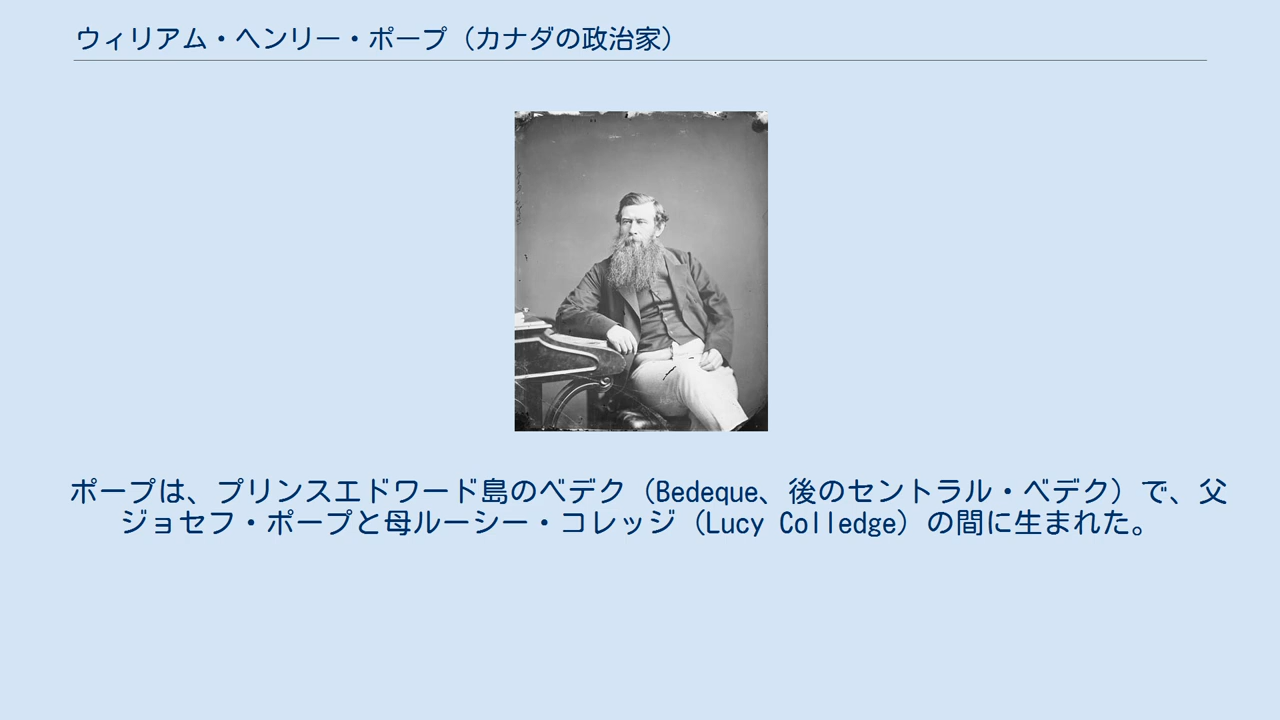 ウィリアム・ヘンリー・ポープ（カナダの政治家）
ポープは、プリンスエドワード島のベデク（Bedeque、後のセントラル・ベデク）で、父
ジョセフ・ポープと母ルーシー・コレッジ（Lucy Colledge）の間に生まれた。